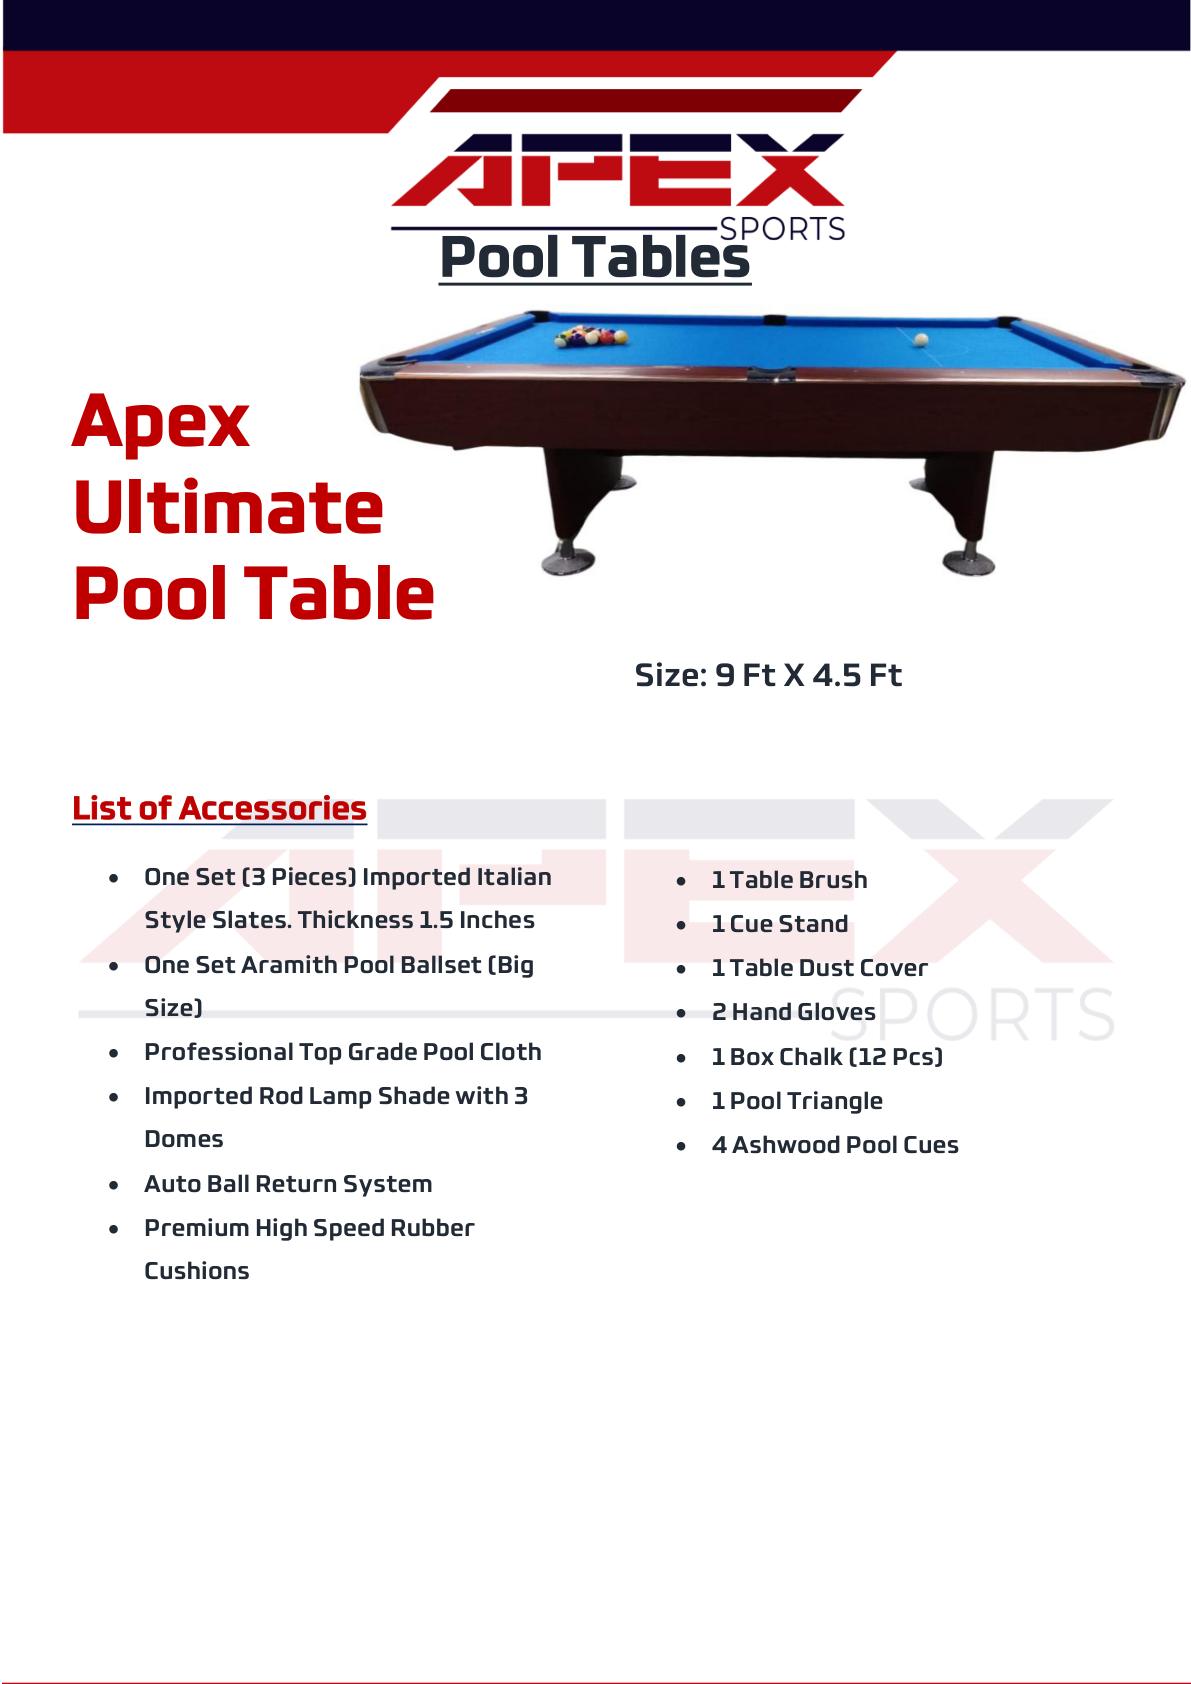 APEX
SPORTS
Pool Tables
Apex
Ultimate
Pool Table
Size: 9 Ft X 4.5 Ft
List of Accessories
APEX
SPORTS
• One Set (3 Pieces) Imported Italian
Style Slates. Thickness 1.5 Inches
• One Set Aramith Pool Ballset (Big
Size)
• Professional Top Grade Pool Cloth
• Imported Rod Lamp Shade with 3
Domes
• Auto Ball Return System
• Premium High Speed Rubber
Cushions
• 1 Table Brush
• 1 Cue Stand
• 1 Table Dust Cover
• 2 Hand Gloves
• 1 Box Chalk (12 Pcs)
• 1 Pool Triangle
• 4 Ashwood Pool Cues